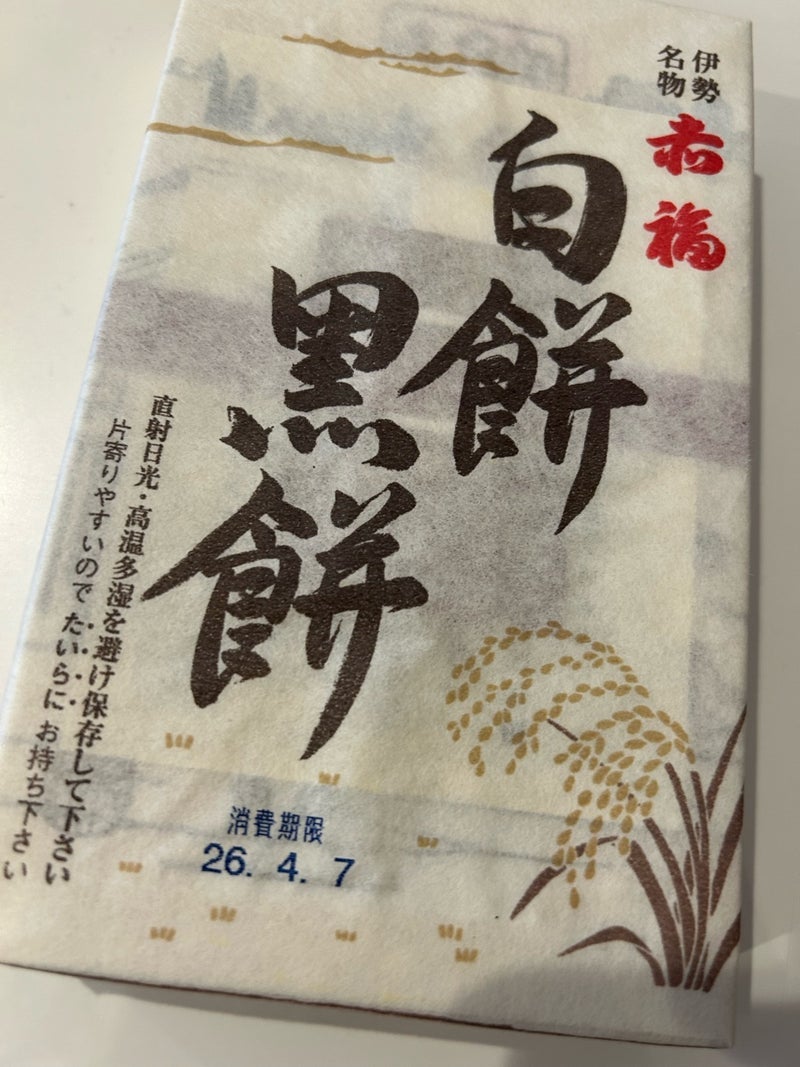 伊勢
名物
赤福
白餅
黒餅
直射日光・高温多湿を避け保存して下さい
片寄りやすいので たいらに お持ち下さい
消費期限
26. 4. 7